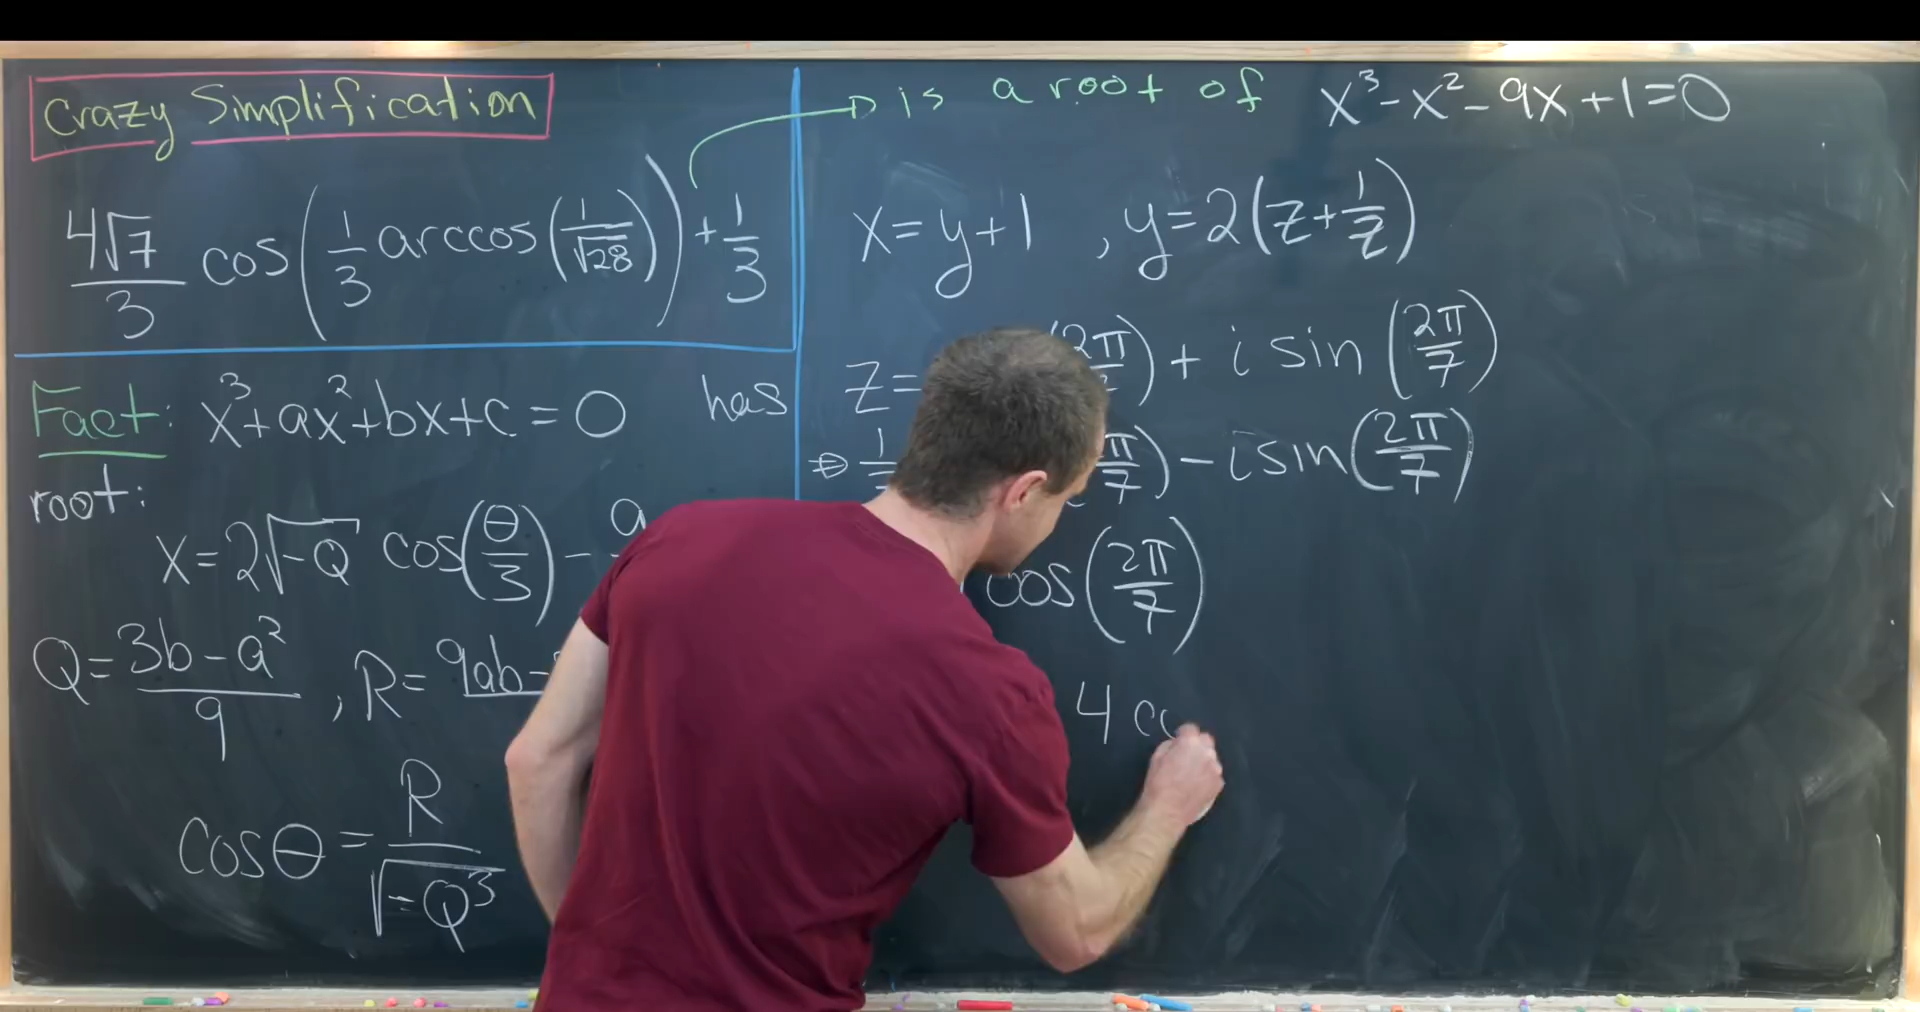 Crazy Simplification
4√7/3 cos(1/3 arccos(1/√28)) + 1/3
Fact: x³+ax²+bx+c=0 has
root:
x=2√-Q cos(θ/3) - a
Q=3b-a²/9 , R=9ab-
cosθ=R/√-Q³
is a root of x³-x²-9x+1=0
x=y+1 , y=2(z+1/z)
z= (2π/7)+i sin(2π/7)
⇒ 1/ π/7)-i sin(2π/7)
cos(2π/7)
4 co